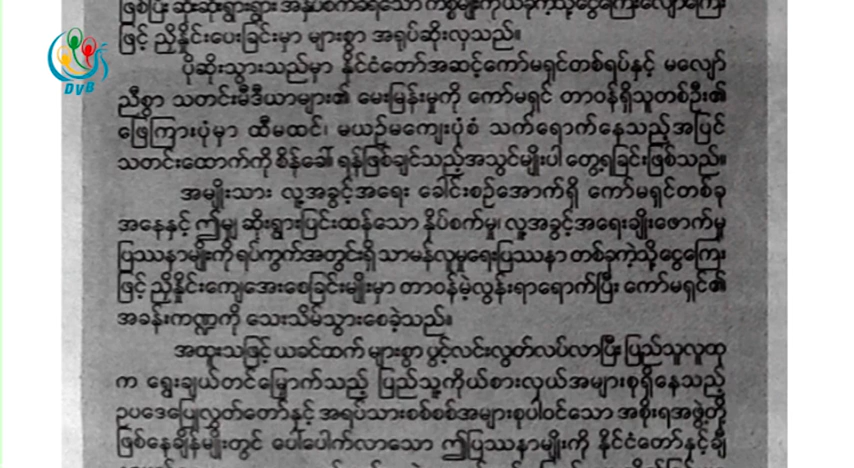 ဖြစ်ပြီး ဆိုးဆိုးရွားရွား အနှိပ်စက်ခံရသော ကိစ္စမျိုးကိုယ်ခုကဲ့သို့ငွေကြေးလျော်ကြေး
ဖြင့် ညှိနှိုင်းပေးခြင်းမှာ များစွာ အရုပ်ဆိုးလှသည်။
ပိုဆိုးသွားသည်မှာ နိုင်ငံတော်အဆင့်ကော်မရှင်တစ်ရပ်နှင့် မလျော်
ညီစွာ သတင်းမီဒီယာများ၏ မေးမြန်းမှုကို ကော်မရှင် တာဝန်ရှိသူတစ်ဦး၏
ဖြေကြားပုံမှာ ထီမထင်၊ မယဉ်မကျေးပုံစံ သက်ရောက်နေသည့်အပြင်
သတင်းထောက်ကို စိန်ခေါ် ရန်ဖြစ်ချင်သည့်အသွင်မျိုးပါ တွေ့ရခြင်းဖြစ်သည်။
အမျိုးသား လူ့အခွင့်အရေး ခေါင်းစဉ်အောက်ရှိ ကော်မရှင်တစ်ခု
အနေနှင့် ဤမျှ ဆိုးရွားပြင်းထန်သော နှိပ်စက်မှု၊ လူ့အခွင့်အရေးချိုးဖောက်မှု
ပြဿနာမျိုးကို ရပ်ကွက်အတွင်းရှိ သာမန်လူမှုရေးပြဿနာ တစ်ခုကဲ့သို့ငွေကြေး
ဖြင့် ညှိနှိုင်းကျေအေးစေခြင်းမျိုးမှာ တာဝန်မဲ့လွန်းရာရောက်ပြီး ကော်မရှင်၏
အခန်းကဏ္ဍကို သေးသိမ်သွားစေခဲ့သည်။
အထူးသဖြင့် ယခင်ထက် များစွာ ပွင့်လင်းလွတ်လပ်လာပြီး ပြည်သူလူထု
က ရွေးချယ်တင်မြှောက်သည့် ပြည်သူ့ကိုယ်စားလှယ်အများစုရှိနေသည့်
ဥပဒေပြုလွှတ်တော်နှင့် အရပ်သားစစ်စစ်အများစုပါဝင်သော အစိုးရအဖွဲ့တို့
ဖြစ်နေချိန်မျိုးတွင် ပေါ်ပေါက်လာသော ဤပြဿနာမျိုးကို နိုင်ငံတော်နှင့်ချီ
DVB